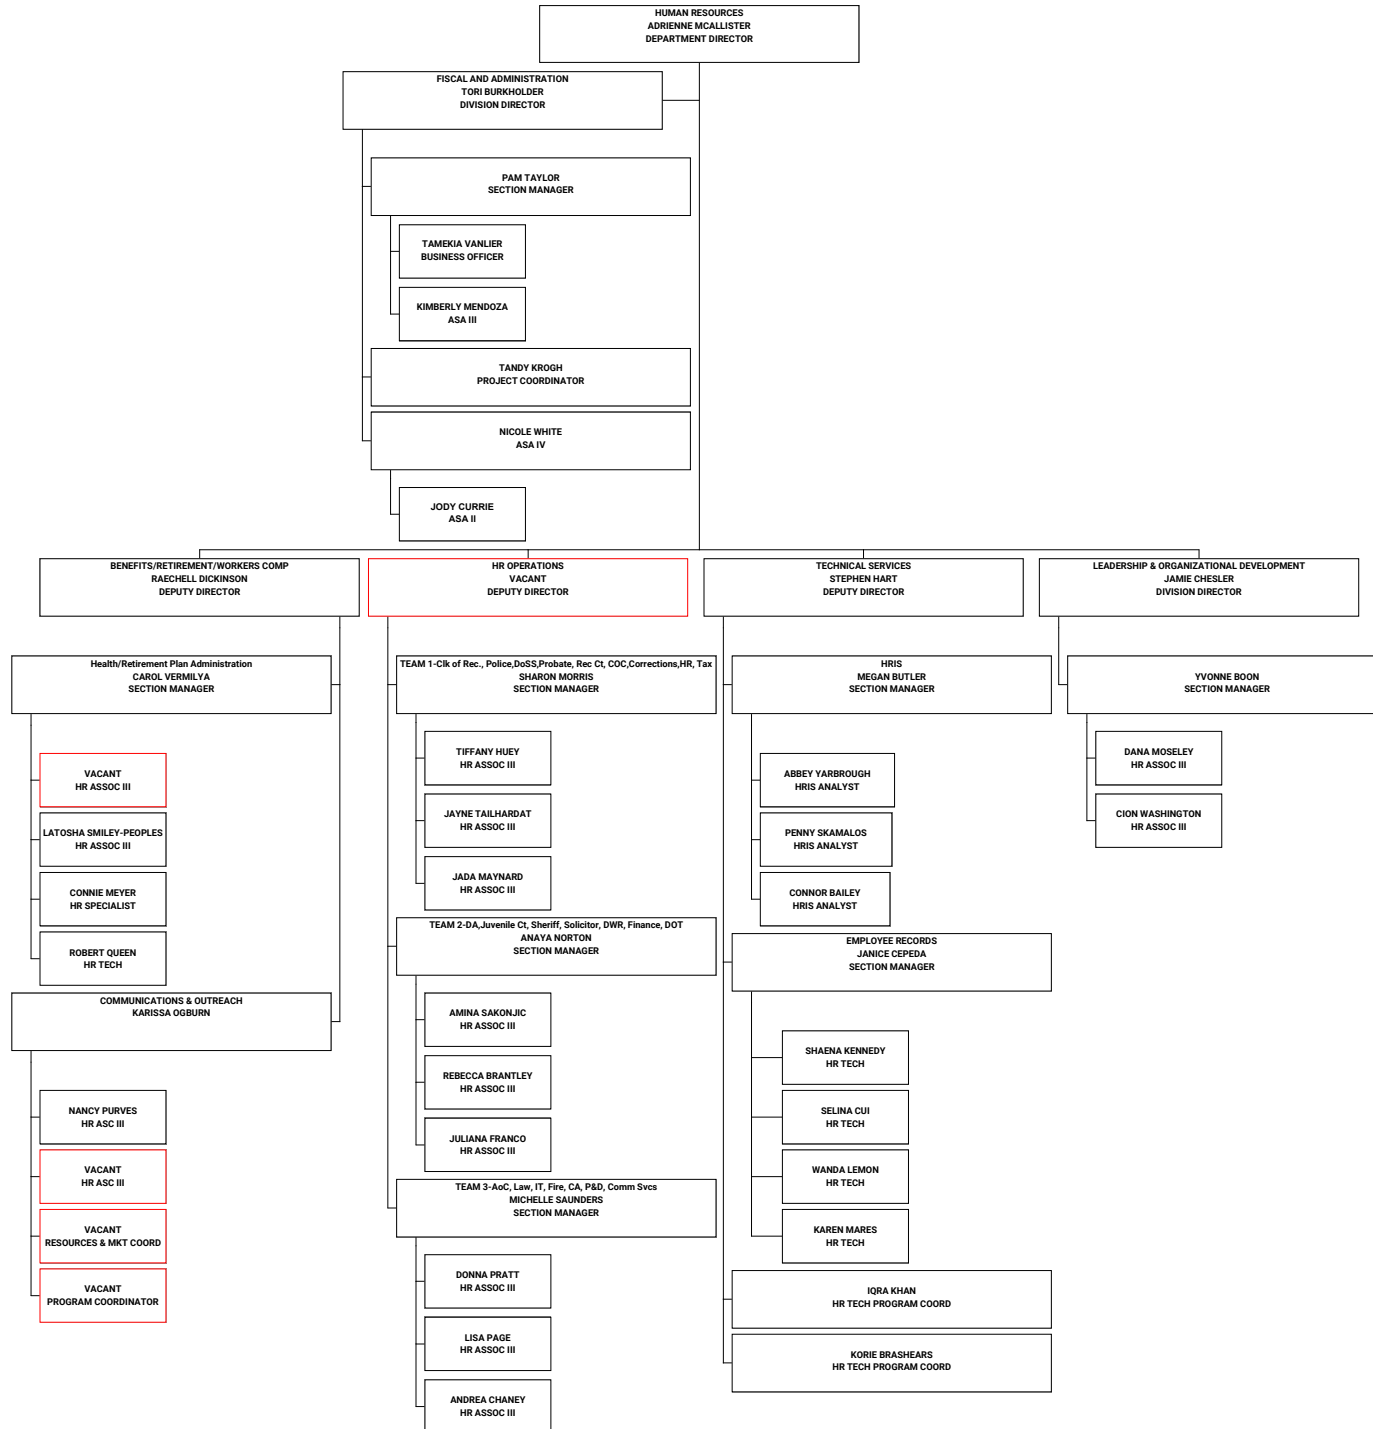 HUMAN RESOURCES
ADRIENNE MCALLISTER
DEPARTMENT DIRECTOR
FISCAL AND ADMINISTRATION
TORI BURKHOLDER
DIVISION DIRECTOR
PAM TAYLOR
SECTION MANAGER
TAMEKIA VANLIER
BUSINESS OFFICER
KIMBERLY MENDOZA
ASA III
TANDY KROGH
PROJECT COORDINATOR
NICOLE WHITE
ASA IV
JODY CURRIE
ASA II
BENEFITS/RETIREMENT/WORKERS COMP
RAECHELL DICKINSON
DEPUTY DIRECTOR
Health/Retirement Plan Administration
CAROL VERMILYA
SECTION MANAGER
VACANT
HR ASSOC III
LATOSHA SMILEY-PEOPLES
HR ASSOC III
CONNIE MEYER
HR SPECIALIST
ROBERT QUEEN
HR TECH
COMMUNICATIONS & OUTREACH
KARISSA OGBURN
NANCY PURVES
HR ASC III
VACANT
HR ASC III
VACANT
RESOURCES & MKT COORD
VACANT
PROGRAM COORDINATOR
HR OPERATIONS
VACANT
DEPUTY DIRECTOR
TEAM 1-Clk of Rec., Police,DoSS,Probate, Rec Ct, COC,Corrections,HR, Tax
SHARON MORRIS
SECTION MANAGER
TIFFANY HUEY
HR ASSOC III
JAYNE TAILHARDAT
HR ASSOC III
JADA MAYNARD
HR ASSOC III
TEAM 2-DA,Juvenile Ct, Sheriff, Solicitor, DWR, Finance, DOT
ANAYA NORTON
SECTION MANAGER
AMINA SAKONJIC
HR ASSOC III
REBECCA BRANTLEY
HR ASSOC III
JULIANA FRANCO
HR ASSOC III
TEAM 3-AoC, Law, IT, Fire, CA, P&D, Comm Svcs
MICHELLE SAUNDERS
SECTION MANAGER
DONNA PRATT
HR ASSOC III
LISA PAGE
HR ASSOC III
ANDREA CHANEY
HR ASSOC III
TECHNICAL SERVICES
STEPHEN HART
DEPUTY DIRECTOR
HRIS
MEGAN BUTLER
SECTION MANAGER
ABBEY YARBROUGH
HRIS ANALYST
PENNY SKAMALOS
HRIS ANALYST
CONNOR BAILEY
HRIS ANALYST
EMPLOYEE RECORDS
JANICE CEPEDA
SECTION MANAGER
SHAENA KENNEDY
HR TECH
SELINA CUI
HR TECH
WANDA LEMON
HR TECH
KAREN MARES
HR TECH
IQRA KHAN
HR TECH PROGRAM COORD
KORIE BRASHEARS
HR TECH PROGRAM COORD
LEADERSHIP & ORGANIZATIONAL DEVELOPMENT
JAMIE CHESLER
DIVISION DIRECTOR
YVONNE BOON
SECTION MANAGER
DANA MOSELEY
HR ASSOC III
CION WASHINGTON
HR ASSOC III